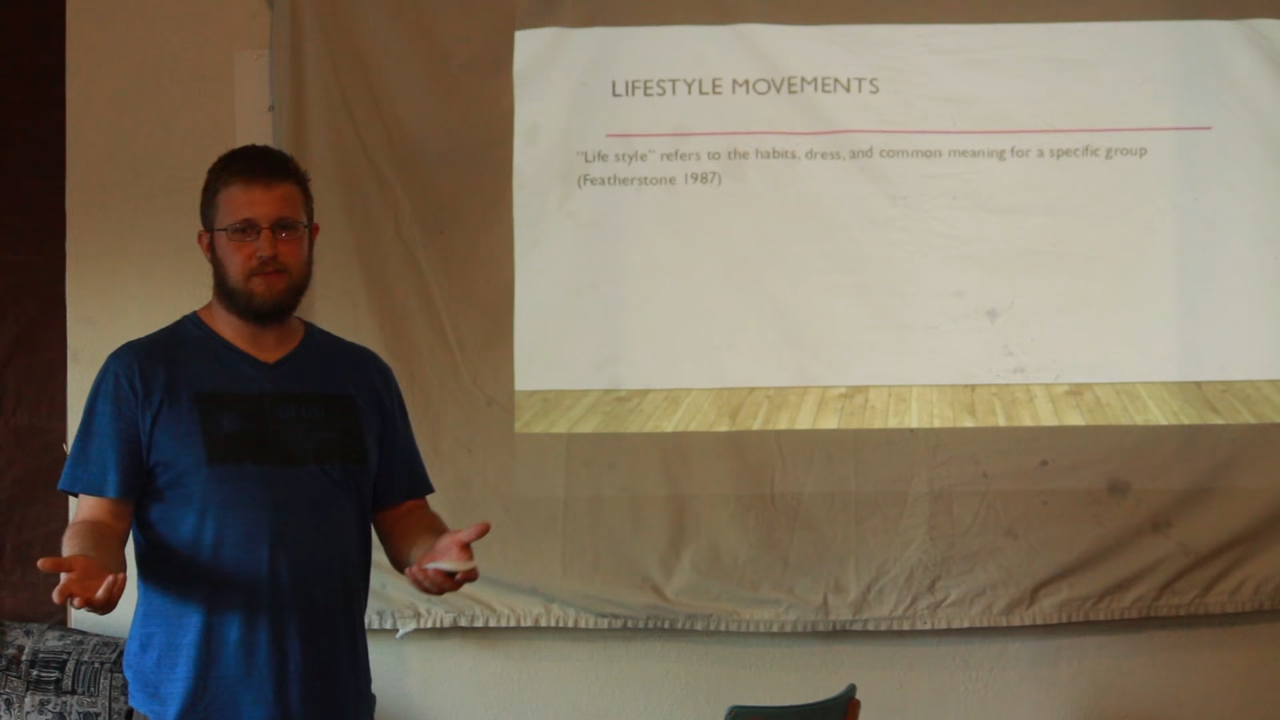 LIFESTYLE MOVEMENTS
"Life style" refers to the habits, dress, and common meaning for a specific group
(Featherstone 1987)